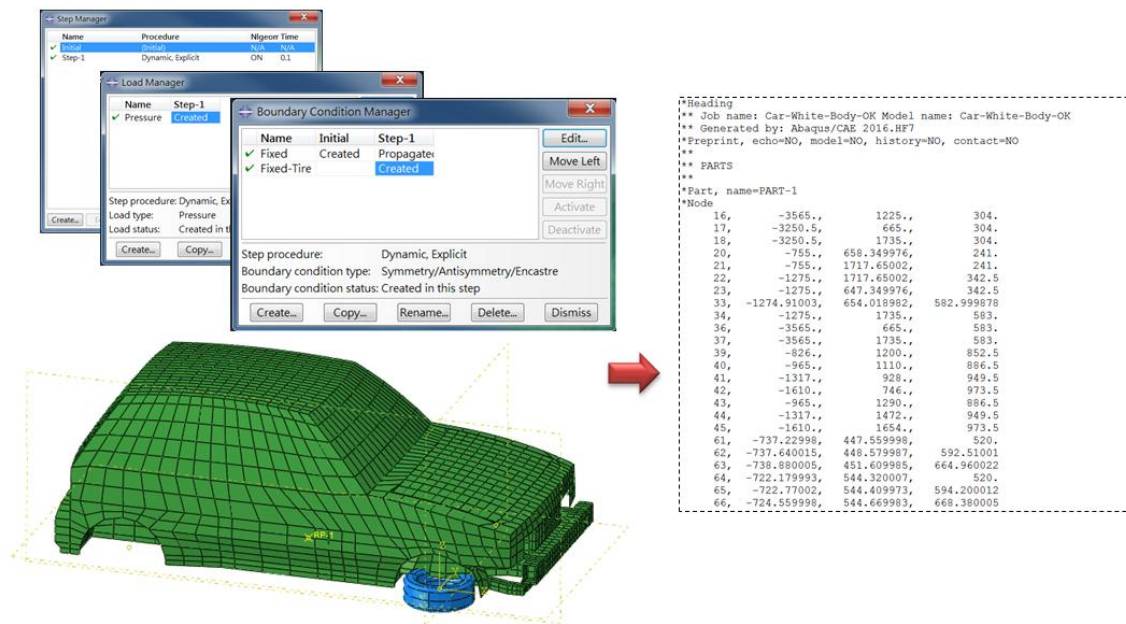 Step Manager
Name Procedure Nlgeom Time
Initial (Initial) N/A N/A
Step-1 Dynamic, Explicit ON 0.1
Create...
Load Manager
Name Step-1
Pressure Created
Step procedure: Dynamic, Ex
Load type: Pressure
Load status: Created in th
Create... Copy...
Boundary Condition Manager
Name Initial Step-1
Fixed Created Propagated
Fixed-Tire Created
Edit...
Move Left
Move Right
Activate
Deactivate
Step procedure: Dynamic, Explicit
Boundary condition type: Symmetry/Antisymmetry/Encastre
Boundary condition status: Created in this step
Create... Copy... Rename... Delete... Dismiss
RP-1
*Heading
** Job name: Car-White-Body-OK Model name: Car-White-Body-OK
** Generated by: Abaqus/CAE 2016.HF7
*Preprint, echo=NO, model=NO, history=NO, contact=NO
**
** PARTS
**
*Part, name=PART-1
*Node
16, -3565., 1225., 304.
17, -3250.5, 665., 304.
18, -3250.5, 1735., 304.
20, -755., 658.349976, 241.
21, -755., 1717.65002, 241.
22, -1275., 1717.65002, 342.5
23, -1275., 647.349976, 342.5
33, -1274.91003, 654.018982, 582.999878
34, -1275., 1735., 583.
36, -3565., 665., 583.
37, -3565., 1735., 583.
39, -826., 1200., 852.5
40, -965., 1110., 886.5
41, -1317., 928., 949.5
42, -1610., 746., 973.5
43, -965., 1290., 886.5
44, -1317., 1472., 949.5
45, -1610., 1654., 973.5
61, -737.22998, 447.559998, 520.
62, -737.640015, 448.579987, 592.51001
63, -738.880005, 451.609985, 664.960022
64, -722.179993, 544.320007, 520.
65, -722.77002, 544.409973, 594.200012
66, -724.559998, 544.669983, 668.380005